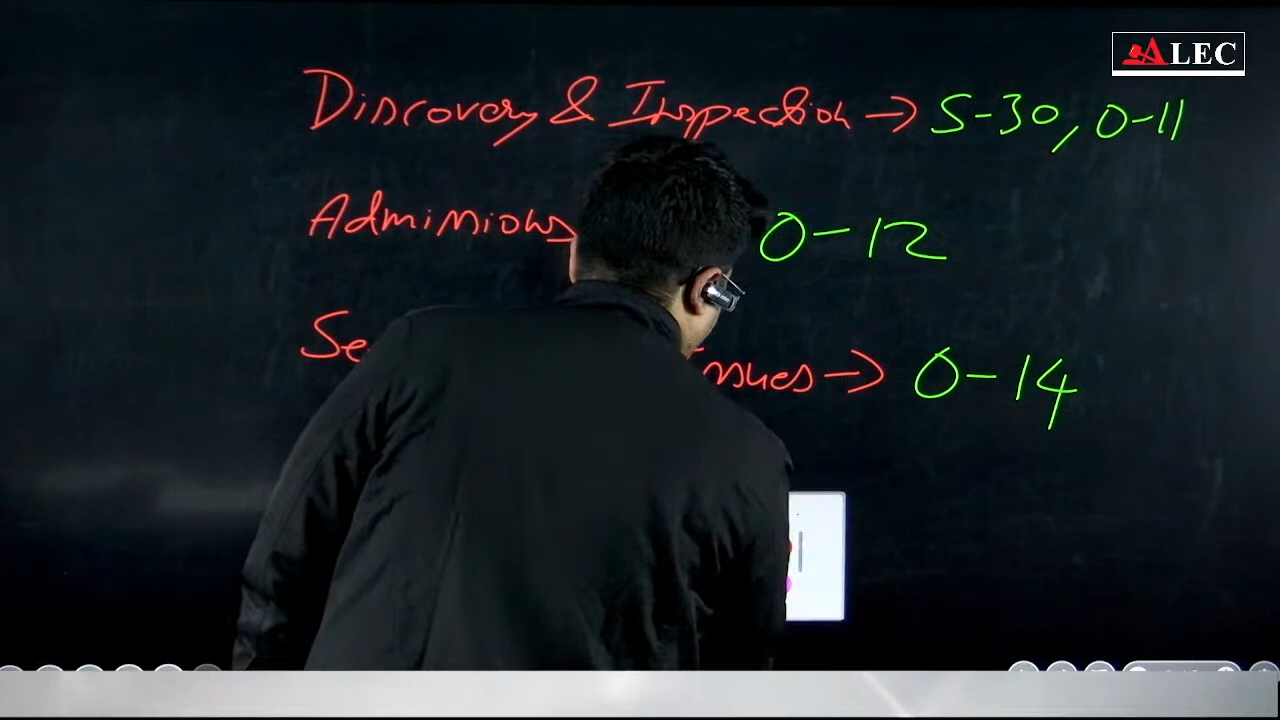 ALEC
Discovery & Inspection → S-30, O-11
Admissions O-12
Issues → O-14